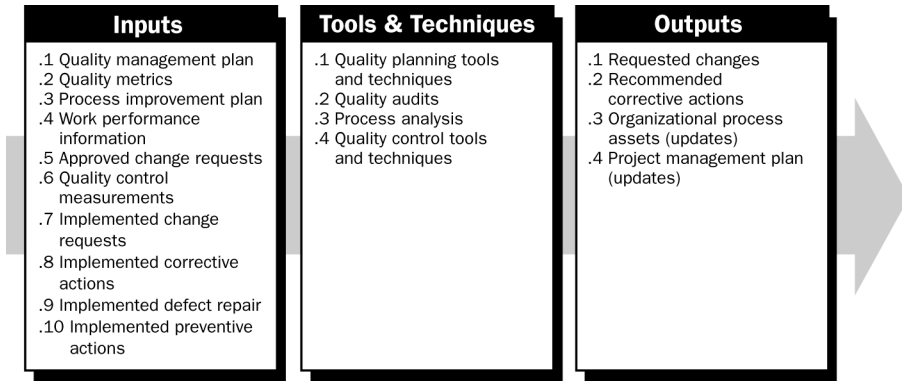 Inputs
.1 Quality management plan
.2 Quality metrics
.3 Process improvement plan
.4 Work performance
information
.5 Approved change requests
.6 Quality control
measurements
.7 Implemented change
requests
.8 Implemented corrective
actions
.9 Implemented defect repair
.10 Implemented preventive
actions
Tools & Techniques
.1 Quality planning tools
and techniques
.2 Quality audits
.3 Process analysis
.4 Quality control tools
and techniques
Outputs
.1 Requested changes
.2 Recommended
corrective actions
.3 Organizational process
assets (updates)
.4 Project management plan
(updates)